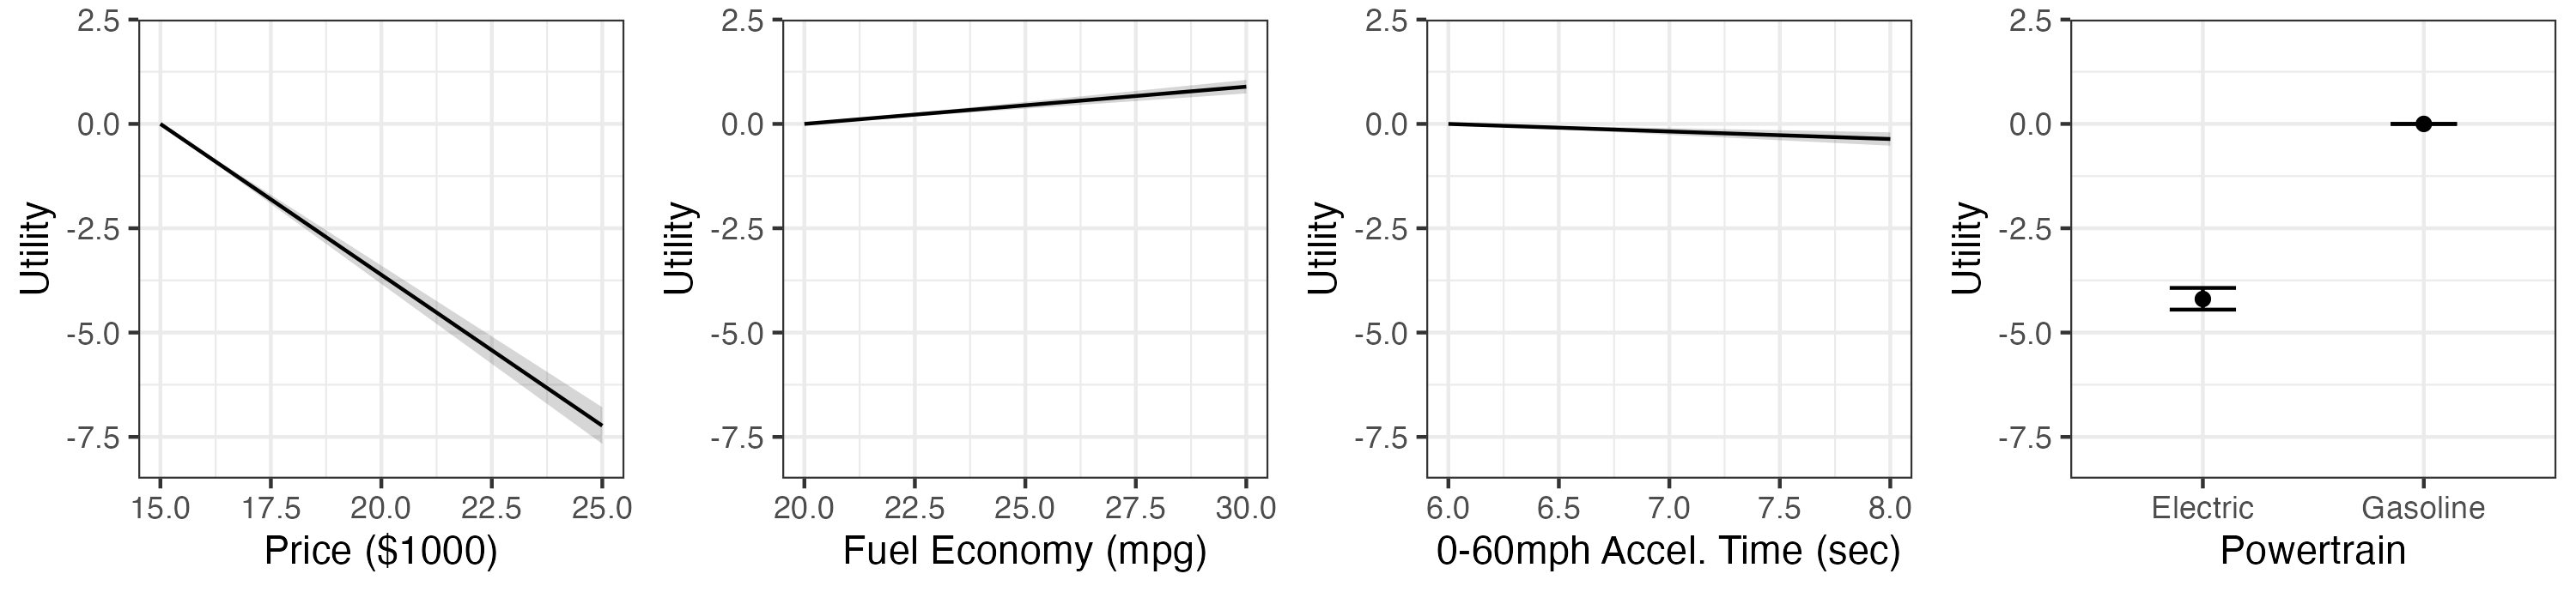 2.5
0.0
-2.5
-5.0
-7.5
Utility
15.0 17.5 20.0 22.5 25.0
Price ($1000)
2.5
0.0
-2.5
-5.0
-7.5
Utility
20.0 22.5 25.0 27.5 30.0
Fuel Economy (mpg)
2.5
0.0
-2.5
-5.0
-7.5
Utility
6.0 6.5 7.0 7.5 8.0
0-60mph Accel. Time (sec)
2.5
0.0
-2.5
-5.0
-7.5
Utility
Electric Gasoline
Powertrain